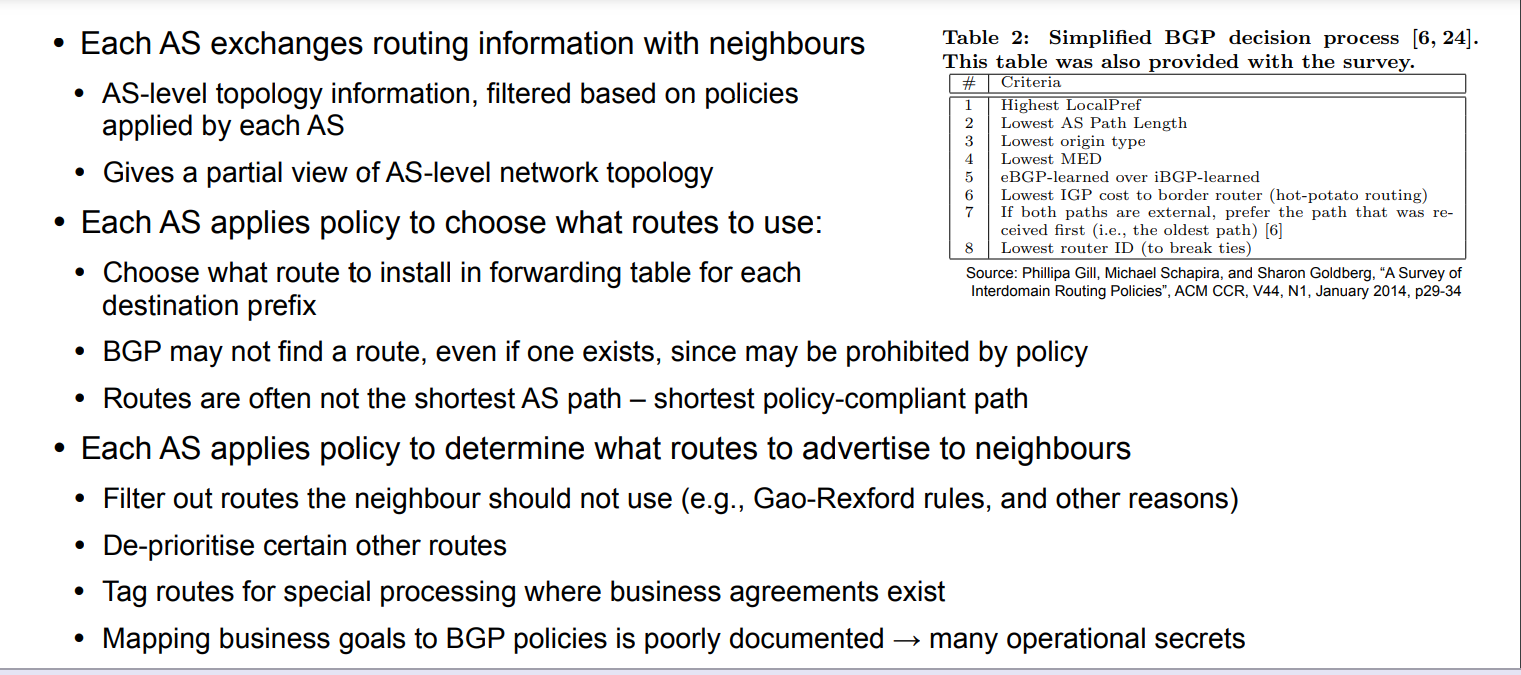 • Each AS exchanges routing information with neighbours
• AS-level topology information, filtered based on policies
applied by each AS
• Gives a partial view of AS-level network topology
• Each AS applies policy to choose what routes to use:
• Choose what route to install in forwarding table for each
destination prefix
• BGP may not find a route, even if one exists, since may be prohibited by policy
• Routes are often not the shortest AS path – shortest policy-compliant path
• Each AS applies policy to determine what routes to advertise to neighbours
• Filter out routes the neighbour should not use (e.g., Gao-Rexford rules, and other reasons)
• De-prioritise certain other routes
• Tag routes for special processing where business agreements exist
• Mapping business goals to BGP policies is poorly documented → many operational secrets
Table 2: Simplified BGP decision process [6, 24].
This table was also provided with the survey.
# Criteria
1 Highest LocalPref
2 Lowest AS Path Length
3 Lowest origin type
4 Lowest MED
5 eBGP-learned over iBGP-learned
6 Lowest IGP cost to border router (hot-potato routing)
7 If both paths are external, prefer the path that was re-
ceived first (i.e., the oldest path) [6]
8 Lowest router ID (to break ties)
Source: Phillipa Gill, Michael Schapira, and Sharon Goldberg, “A Survey of
Interdomain Routing Policies”, ACM CCR, V44, N1, January 2014, p29-34